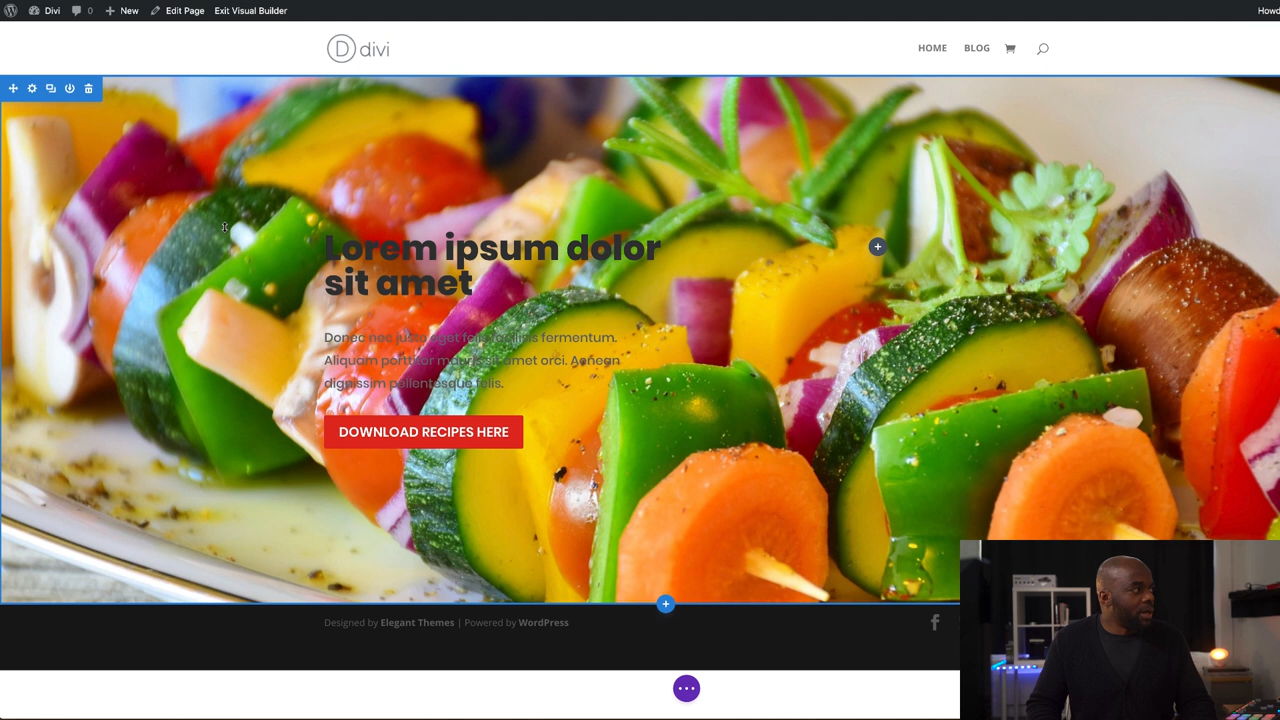 Divi 0 New Edit Page Exit Visual Builder Howd
D divi HOME BLOG
Lorem ipsum dolor
sit amet
Donec nec justo eget felis facilisis fermentum.
Aliquam porttitor mauris sit amet orci. Aenean
dignissim pellentesque felis.
DOWNLOAD RECIPES HERE
Designed by Elegant Themes | Powered by WordPress